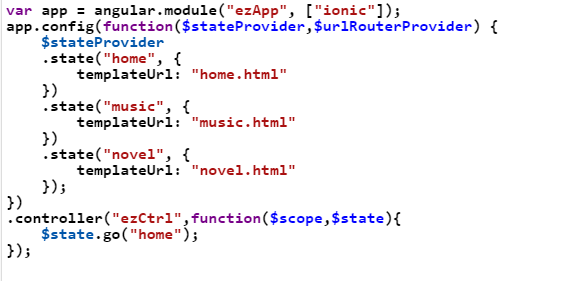 var app = angular.module("ezApp", ["ionic"]);
app.config(function($stateProvider,$urlRouterProvider) {
    $stateProvider
    .state("home", {
        templateUrl: "home.html"
    })
    .state("music", {
        templateUrl: "music.html"
    })
    .state("novel", {
        templateUrl: "novel.html"
    });
})
.controller("ezCtrl",function($scope,$state){
    $state.go("home");
});